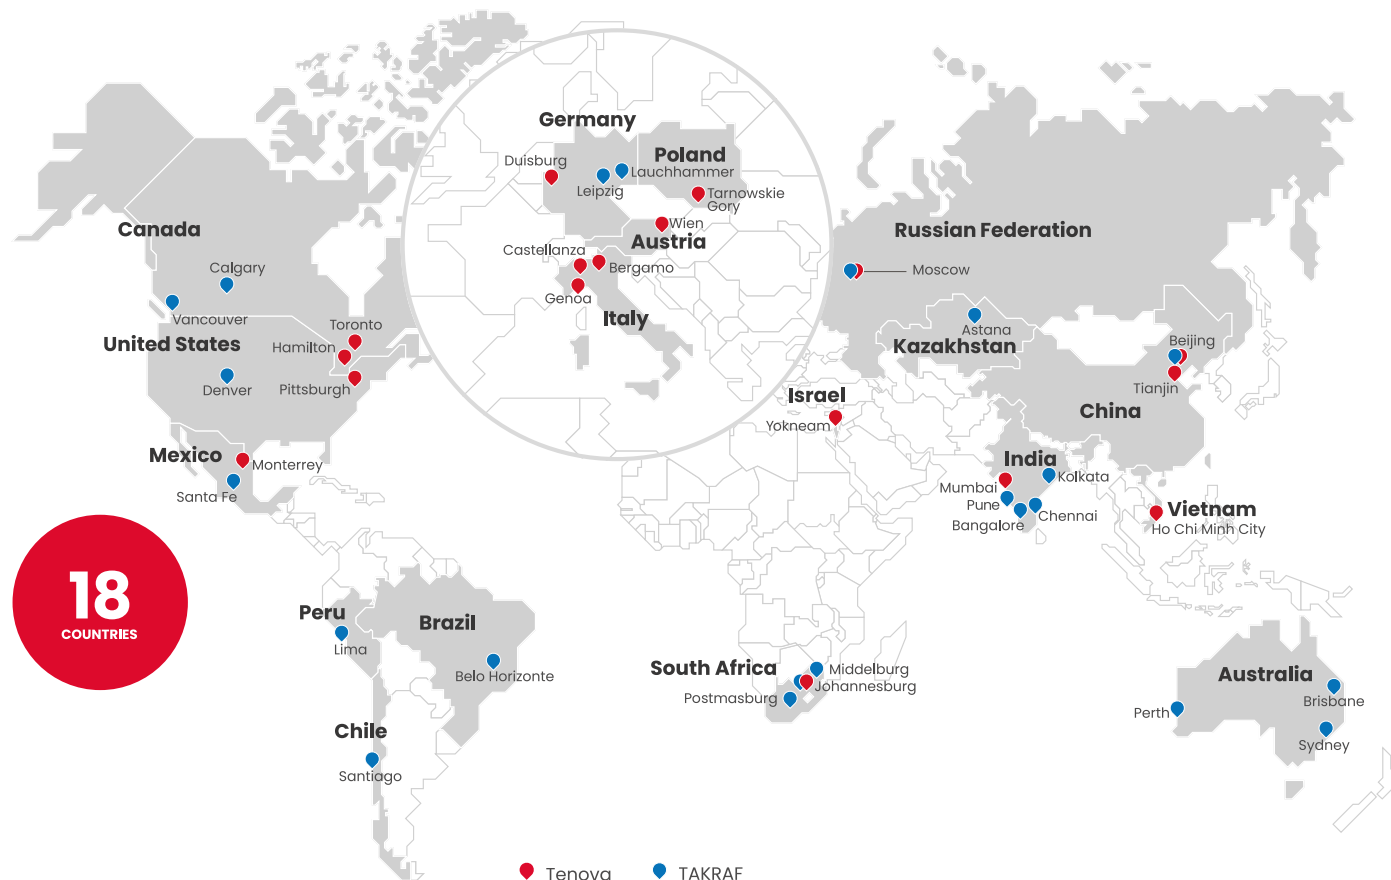 Germany
Poland
Duisburg
Lauchhammer
Leipzig
Tarnowskie
Gory
Wien
Austria
Castellanza
Bergamo
Genoa
Italy
Canada
Calgary
Vancouver
Toronto
United States
Hamilton
Denver
Pittsburgh
Mexico
Monterrey
Santa Fe
Russian Federation
Moscow
Astana
Kazakhstan
Beijing
Tianjin
China
Israel
Yokneam
India
Kolkata
Mumbai
Pune
Chennai
Bangalore
Vietnam
Ho Chi Minh City
18
COUNTRIES
Peru
Lima
Brazil
Belo Horizonte
Chile
Santiago
South Africa
Middelburg
Johannesburg
Postmasburg
Australia
Brisbane
Perth
Sydney
Tenova
TAKRAF